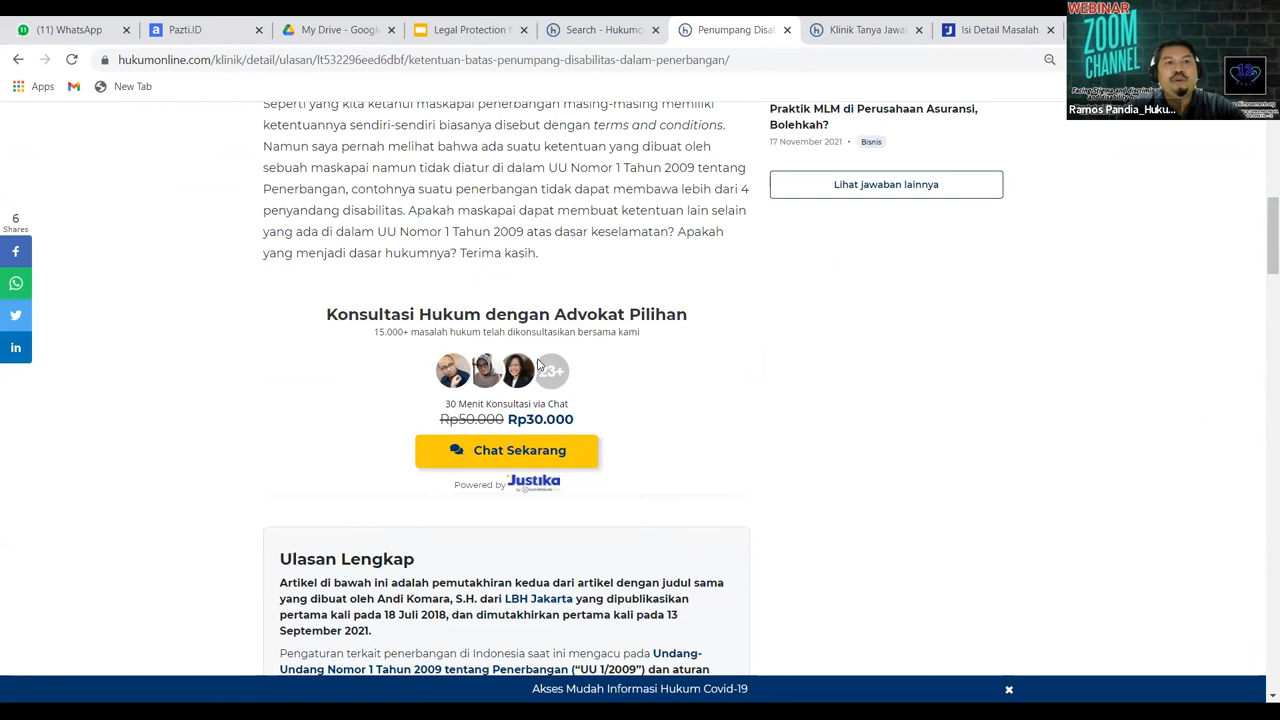 (11) WhatsApp
Pazti.ID
My Drive - Googl
Legal Protection f
Search - Hukumo
Penumpang Disa
Klinik Tanya Jawa
Isi Detail Masalah
hukumonline.com/klinik/detail/ulasan/lt532296eed6dbf/ketentuan-batas-penumpang-disabilitas-dalam-penerbangan/
Apps
New Tab
WEBINAR
ZOOM
CHANNEL
Facing Stigma and discrimination
Ramos Pandia_Huku...
Seperti yang kita ketahui maskapai penerbangan masing-masing memiliki
ketentuannya sendiri-sendiri biasanya disebut dengan terms and conditions.
Namun saya pernah melihat bahwa ada suatu ketentuan yang dibuat oleh
sebuah maskapai namun tidak diatur di dalam UU Nomor 1 Tahun 2009 tentang
Penerbangan, contohnya suatu penerbangan tidak dapat membawa lebih dari 4
penyandang disabilitas. Apakah maskapai dapat membuat ketentuan lain selain
yang ada di dalam UU Nomor 1 Tahun 2009 atas dasar keselamatan? Apakah
yang menjadi dasar hukumnya? Terima kasih.
Praktik MLM di Perusahaan Asuransi,
Bolehkah?
17 November 2021 • Bisnis
Lihat jawaban lainnya
6
Shares
Konsultasi Hukum dengan Advokat Pilihan
15.000+ masalah hukum telah dikonsultasikan bersama kami
23+
30 Menit Konsultasi via Chat
Rp50.000 Rp30.000
Chat Sekarang
Powered by Justika
Ulasan Lengkap
Artikel di bawah ini adalah pemutakhiran kedua dari artikel dengan judul sama
yang dibuat oleh Andi Komara, S.H. dari LBH Jakarta yang dipublikasikan
pertama kali pada 18 Juli 2018, dan dimutakhirkan pertama kali pada 13
September 2021.
Pengaturan terkait penerbangan di Indonesia saat ini mengacu pada Undang-
Undang Nomor 1 Tahun 2009 tentang Penerbangan (“UU 1/2009”) dan aturan
Akses Mudah Informasi Hukum Covid-19